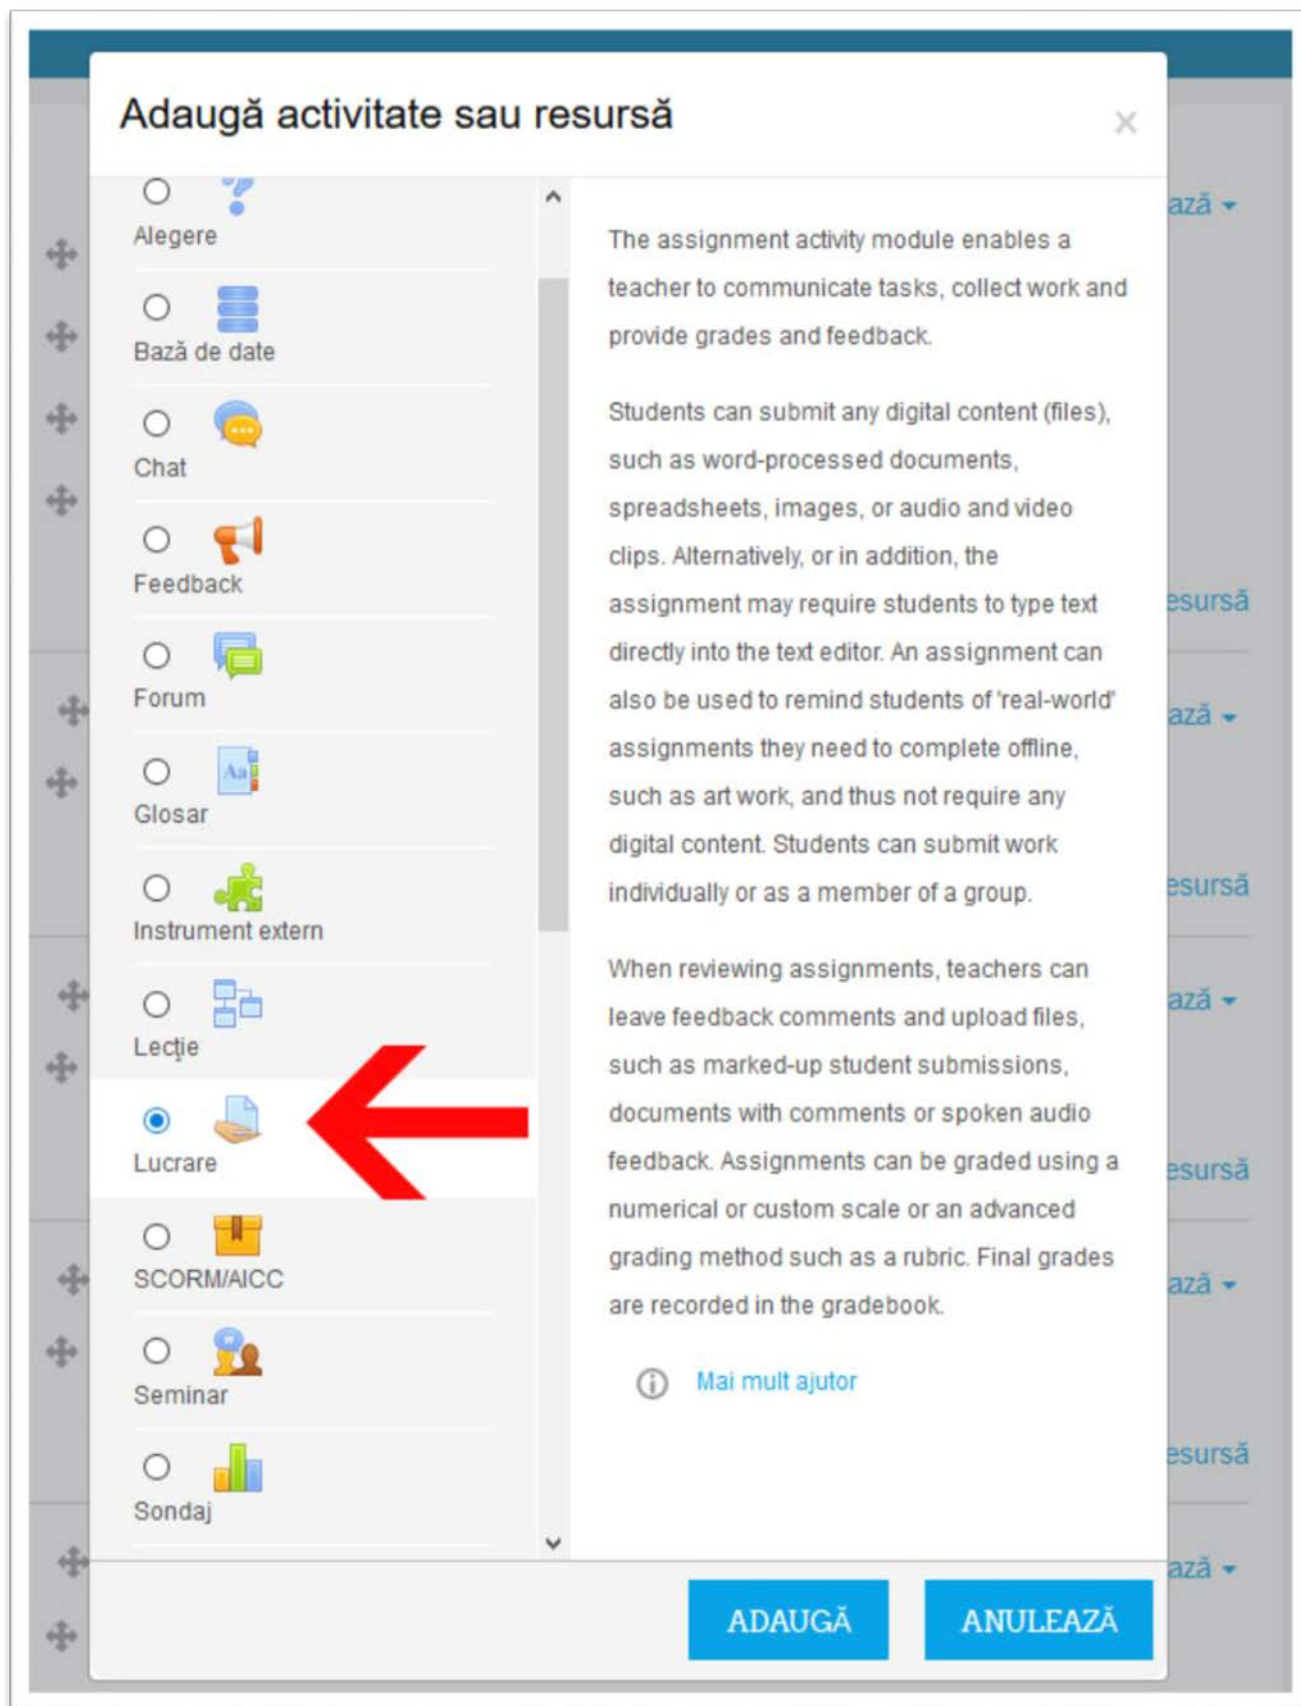 Adaugă activitate sau resursă
×
Alegere
Bază de date
Chat
Feedback
Forum
Aa
Glosar
Instrument extern
Lecţie
Lucrare
SCORM/AICC
Seminar
Sondaj
The assignment activity module enables a
teacher to communicate tasks, collect work and
provide grades and feedback.
Students can submit any digital content (files),
such as word-processed documents,
spreadsheets, images, or audio and video
clips. Alternatively, or in addition, the
assignment may require students to type text
directly into the text editor. An assignment can
also be used to remind students of 'real-world'
assignments they need to complete offline,
such as art work, and thus not require any
digital content. Students can submit work
individually or as a member of a group.
When reviewing assignments, teachers can
leave feedback comments and upload files,
such as marked-up student submissions,
documents with comments or spoken audio
feedback. Assignments can be graded using a
numerical or custom scale or an advanced
grading method such as a rubric. Final grades
are recorded in the gradebook.
Mai mult ajutor
ază
esursă
ază
esursă
ază
esursă
ază
esursă
ază
ADAUGĂ
ANULEAZĂ